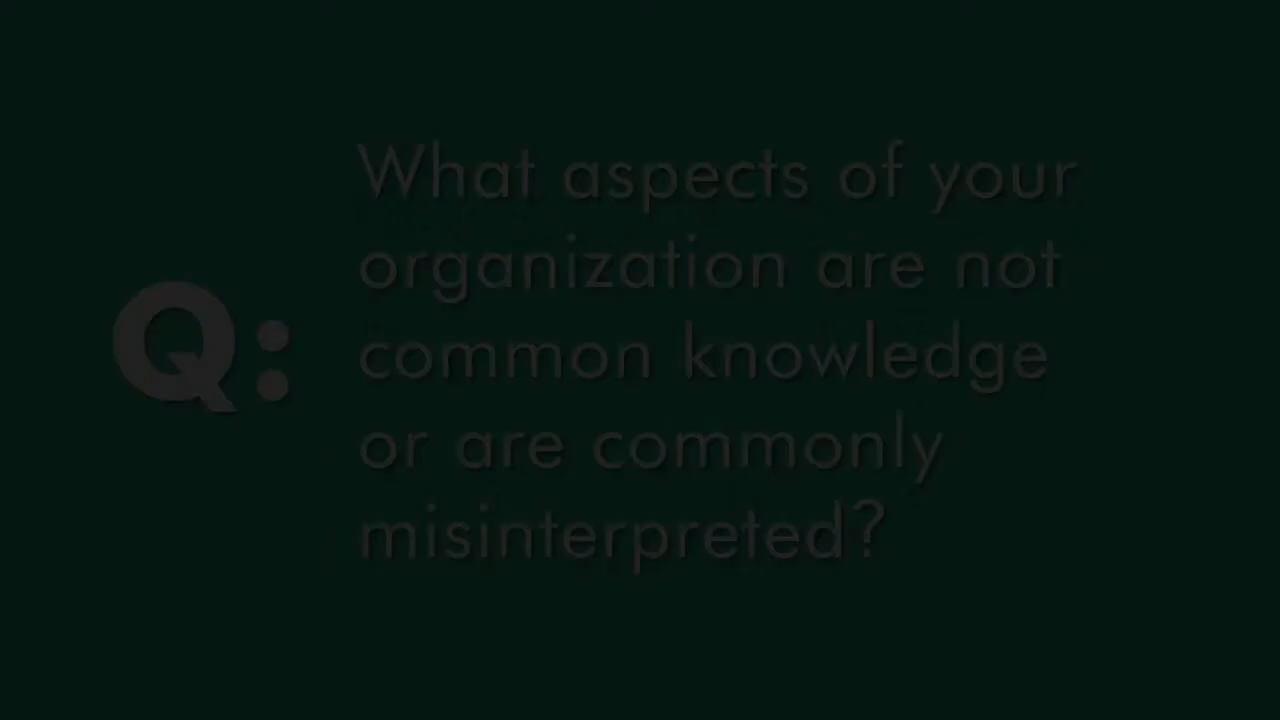 Q:
What aspects of your
organization are not
common knowledge
or are commonly
misinterpreted?